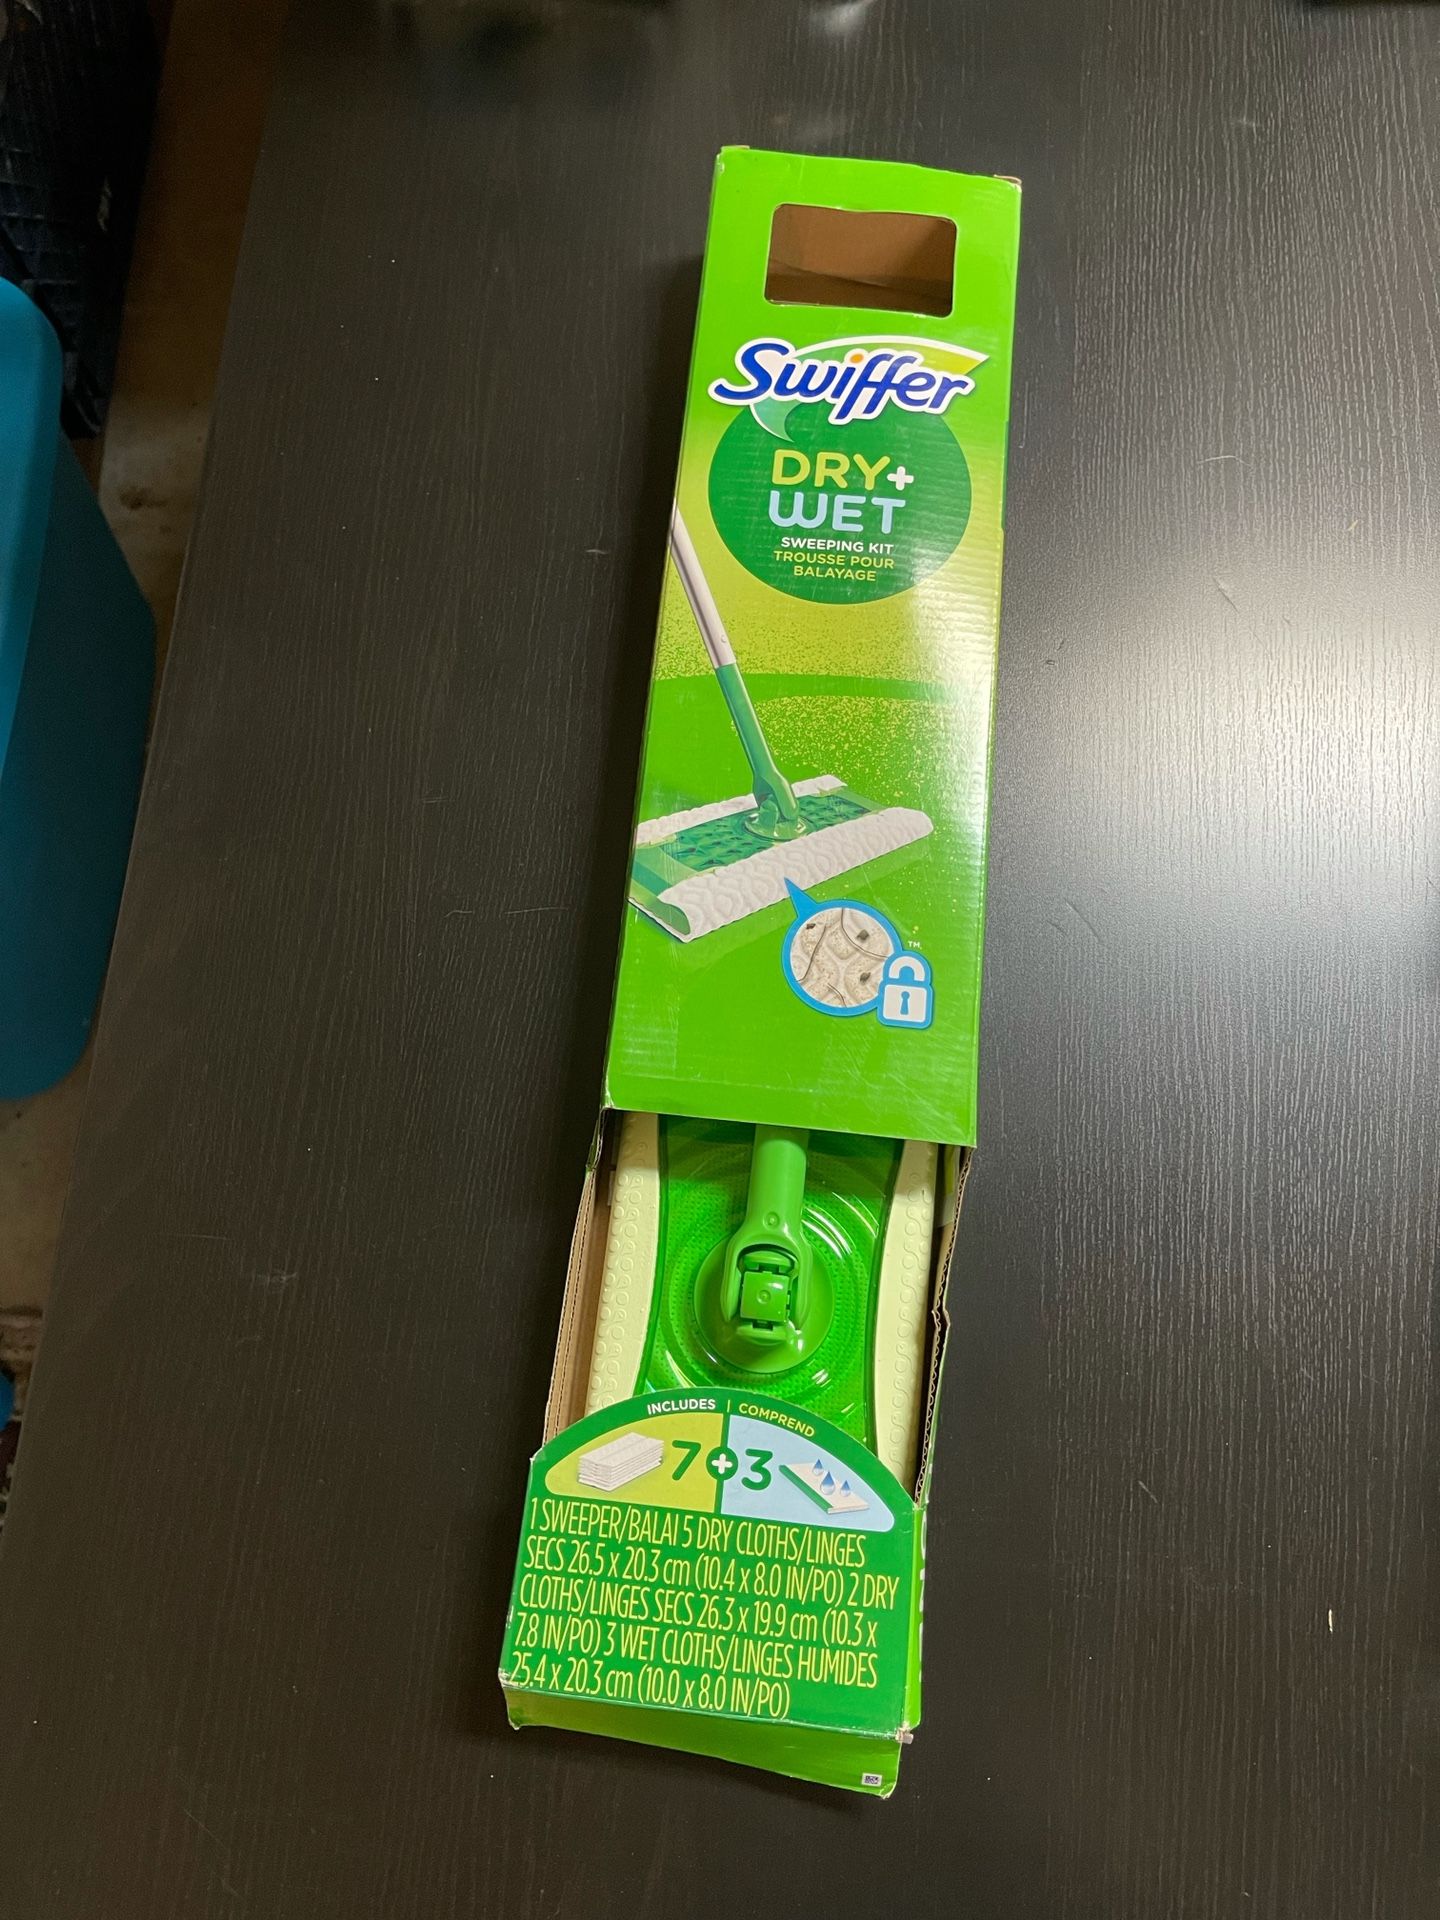 Swiffer
DRY+
WET
SWEEPING KIT
TROUSSE POUR
BALAYAGE
TM
INCLUDES | COMPREND
7+3
1 SWEEPER/BALAI 5 DRY CLOTHS/LINGES
SECS 26.5 x 20.3 cm (10.4 x 8.0 IN/PO) 2 DRY
CLOTHS/LINGES SECS 26.3 x 19.9 cm (10.3 x
7.8 IN/PO) 3 WET CLOTHS/LINGES HUMIDES
25.4 x 20.3 cm (10.0 x 8.0 IN/PO)